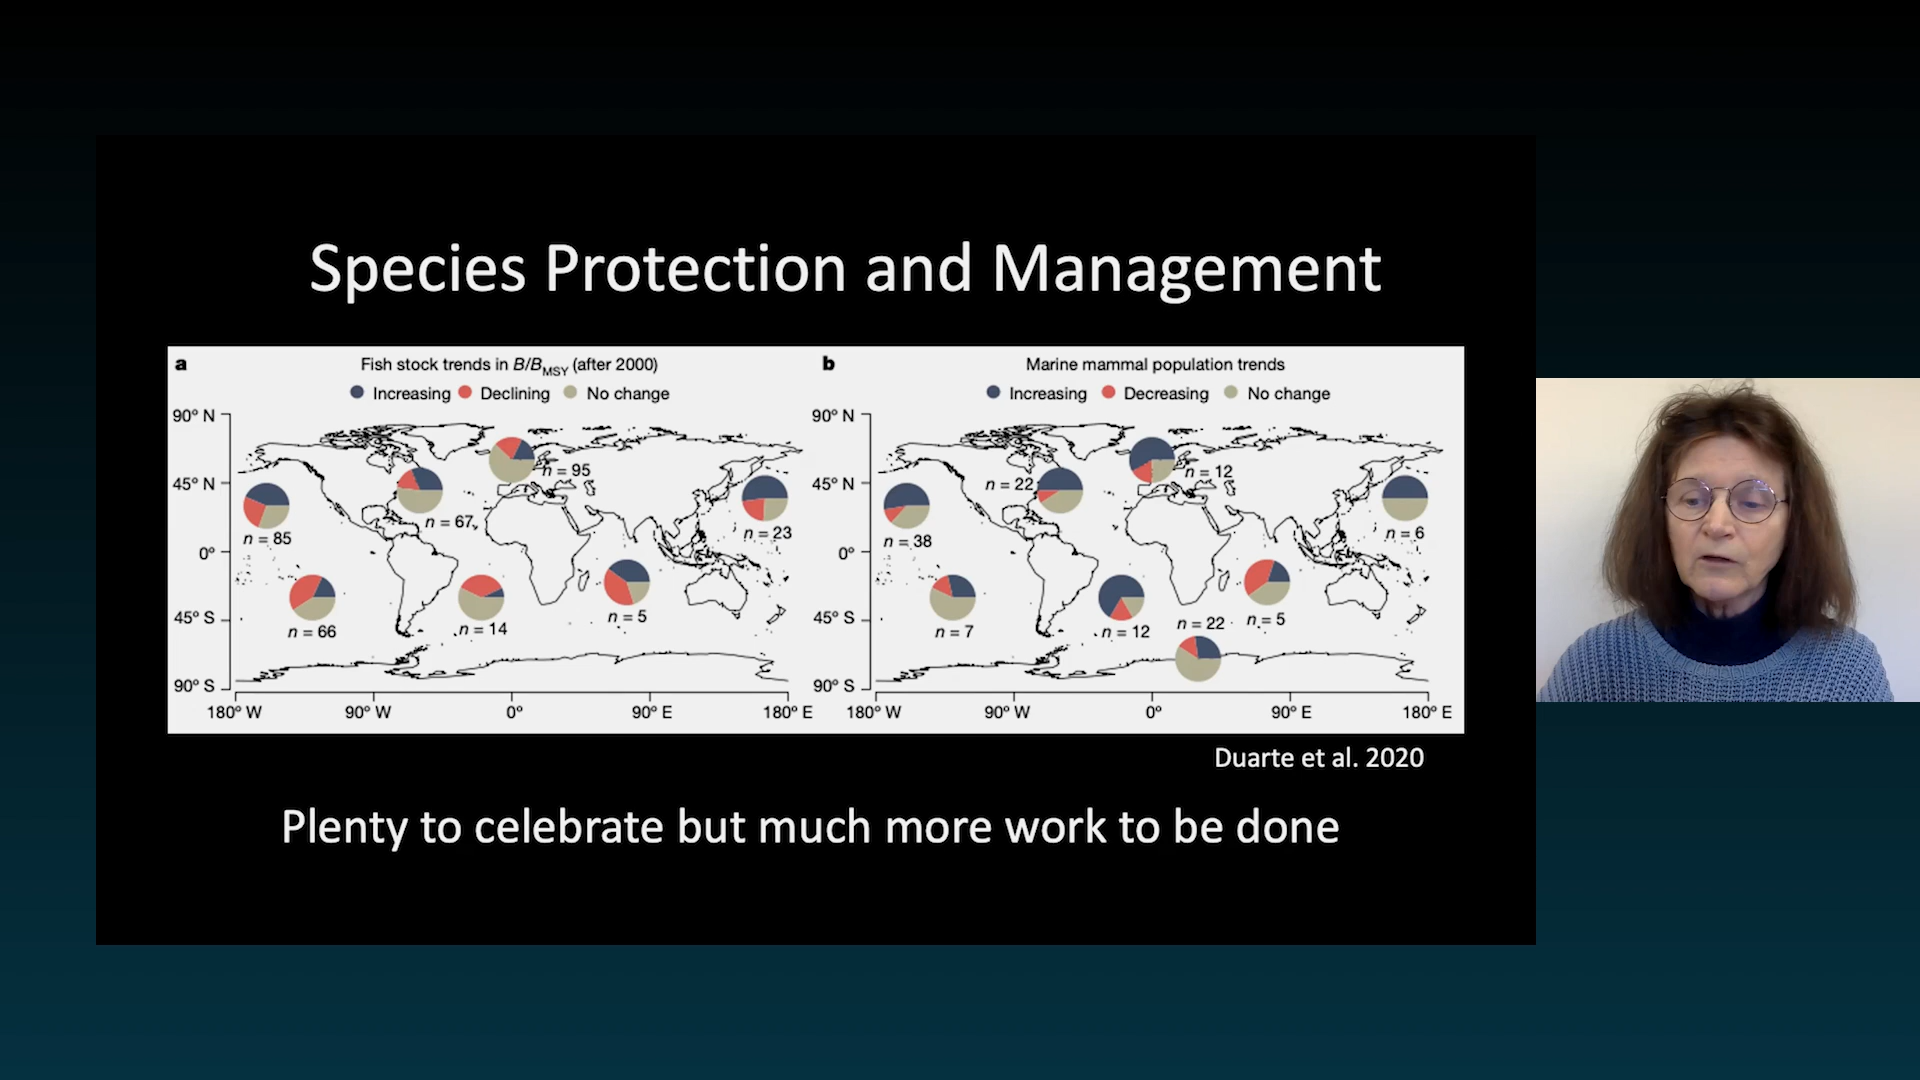 Species Protection and Management
a
Fish stock trends in B/BMSY (after 2000)
Increasing Declining No change
90° N
45° N
0°
45° S
90° S
180° W 90° W 0° 90° E 180° E
n = 95
n = 67
n = 85
n = 23
n = 66
n = 14
n = 5
b
Marine mammal population trends
Increasing Decreasing No change
90° N
45° N
0°
45° S
90° S
180° W 90° W 0° 90° E 180° E
n = 12
n = 22
n = 38
n = 6
n = 7
n = 12
n = 22
n = 5
Duarte et al. 2020
Plenty to celebrate but much more work to be done